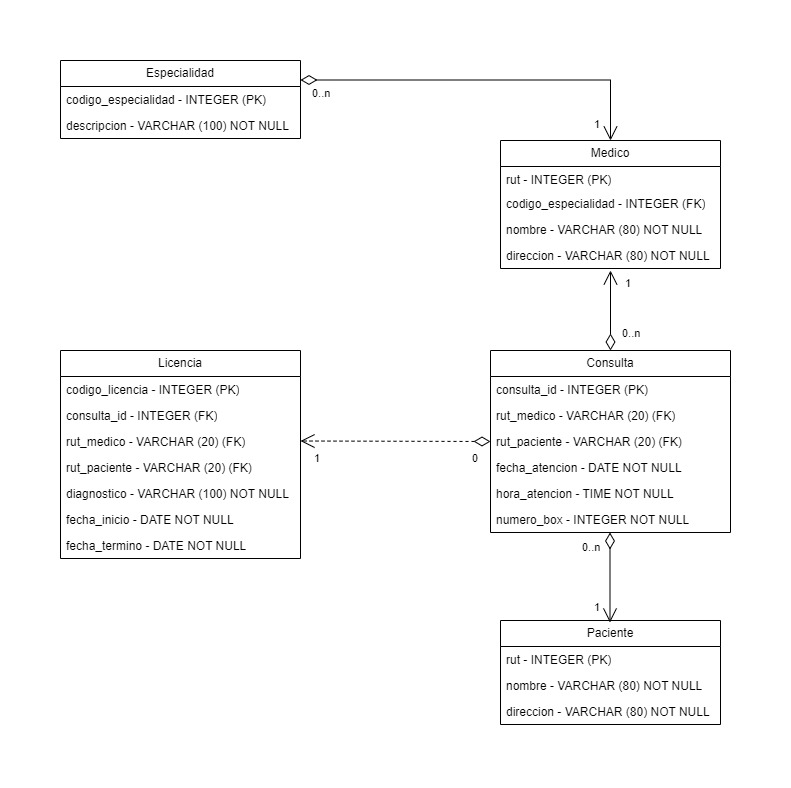 Especialidad
codigo_especialidad - INTEGER (PK)
descripcion - VARCHAR (100) NOT NULL
0..n
1
Medico
rut - INTEGER (PK)
codigo_especialidad - INTEGER (FK)
nombre - VARCHAR (80) NOT NULL
direccion - VARCHAR (80) NOT NULL
1
0..n
Licencia
codigo_licencia - INTEGER (PK)
consulta_id - INTEGER (FK)
rut_medico - VARCHAR (20) (FK)
rut_paciente - VARCHAR (20) (FK)
diagnostico - VARCHAR (100) NOT NULL
fecha_inicio - DATE NOT NULL
fecha_termino - DATE NOT NULL
1
0
Consulta
consulta_id - INTEGER (PK)
rut_medico - VARCHAR (20) (FK)
rut_paciente - VARCHAR (20) (FK)
fecha_atencion - DATE NOT NULL
hora_atencion - TIME NOT NULL
numero_box - INTEGER NOT NULL
0..n
1
Paciente
rut - INTEGER (PK)
nombre - VARCHAR (80) NOT NULL
direccion - VARCHAR (80) NOT NULL